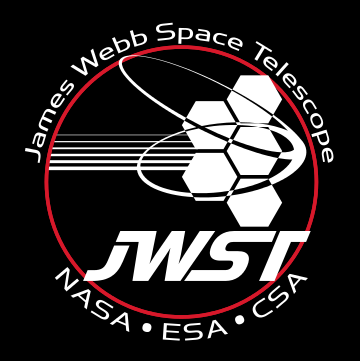 James Webb Space Telescope
JWST
NASA • ESA • CSA